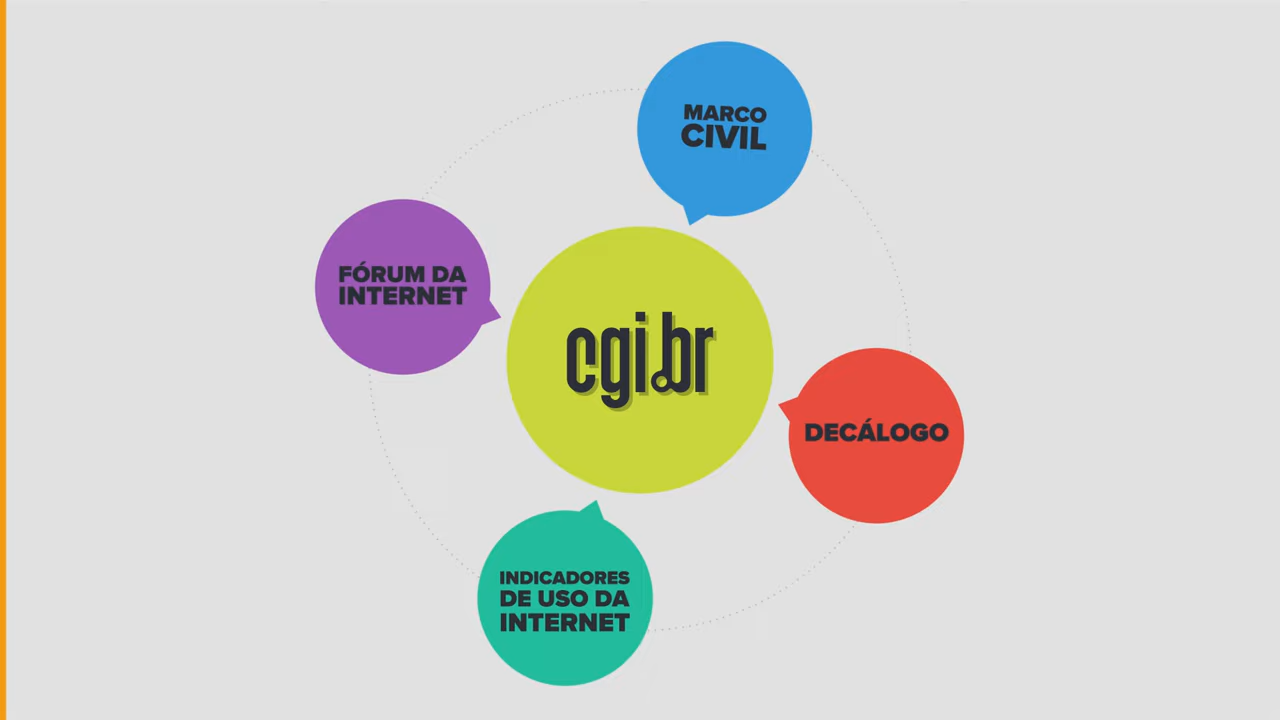 MARCO
CIVIL
FÓRUM DA
INTERNET
cgi.br
DECÁLOGO
INDICADORES
DE USO DA
INTERNET